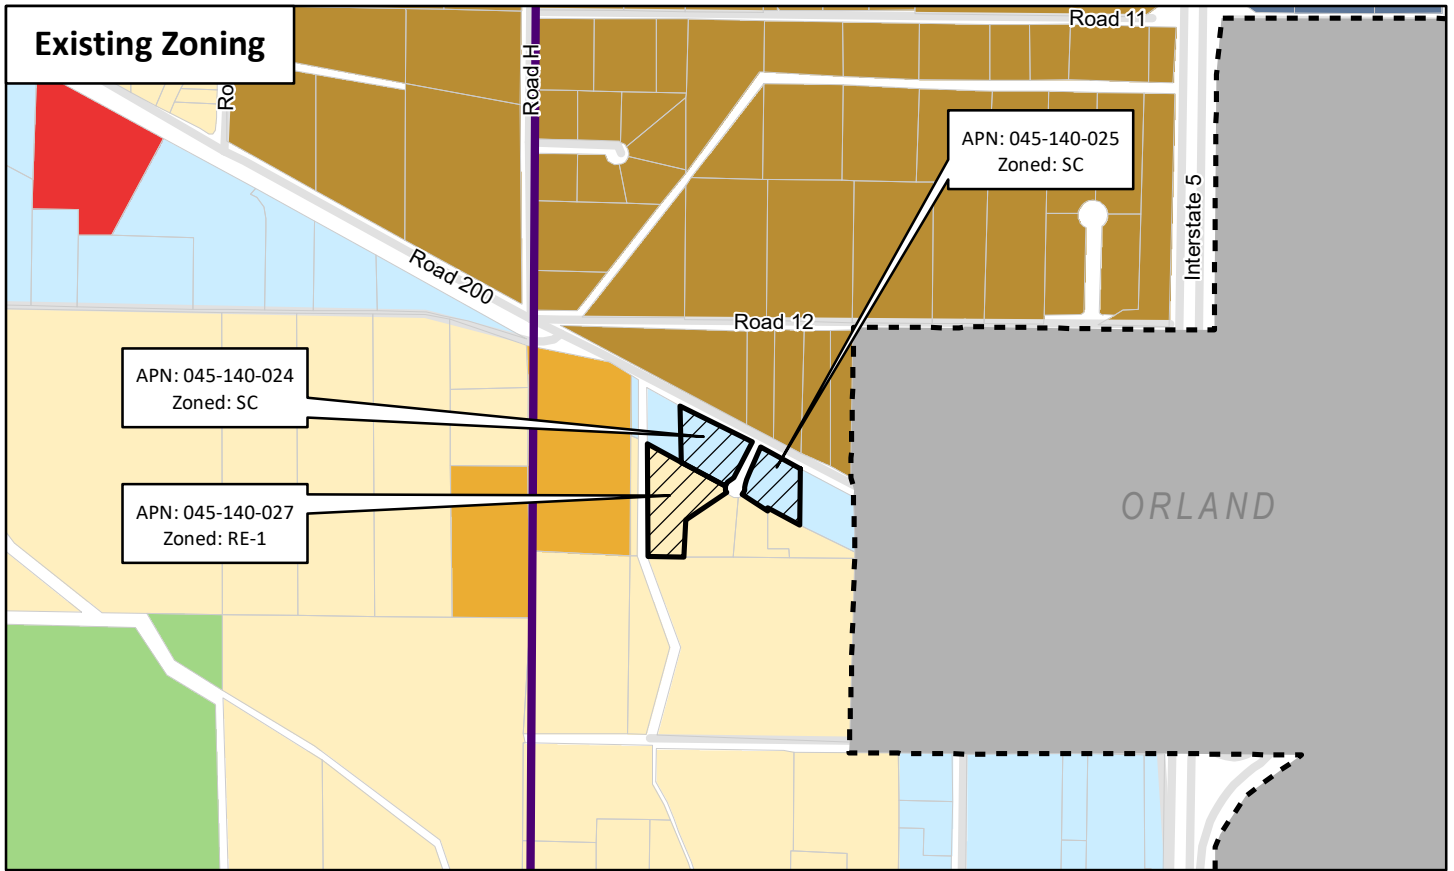 Existing Zoning
Road 11
Ro
Road H
APN: 045-140-025
Zoned: SC
Interstate 5
Road 200
Road 12
APN: 045-140-024
Zoned: SC
APN: 045-140-027
Zoned: RE-1
ORLAND